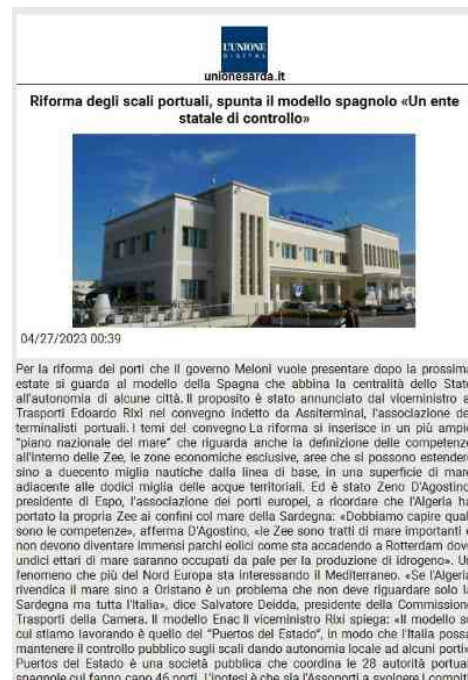 L'UNIONE
DIGITAL
unionesarda.it
Riforma degli scali portuali, spunta il modello spagnolo «Un ente
statale di controllo»
04/27/2023 00:39
Per la riforma dei porti che il governo Meloni vuole presentare dopo la prossima
estate si guarda al modello della Spagna che abbina la centralità dello Stato
all'autonomia di alcune città. Il proposito è stato annunciato dal viceministro a
Trasporti Edoardo Rixi nel convegno indetto da Assiterminal, l'associazione de
terminalisti portuali. I temi del convegno La riforma si inserisce in un più ampio
"piano nazionale del mare" che riguarda anche la definizione delle competenze
all'interno delle Zee, le zone economiche esclusive, aree che si possono estendere
sino a duecento miglia nautiche dalla linea di base, in una superficie di mare
adiacente alle dodici miglia delle acque territoriali. Ed è stato Zeno D'Agostino
presidente di Espo, l'associazione dei porti europei, a ricordare che l'Algeria ha
portato la propria Zee ai confini col mare della Sardegna: «Dobbiamo capire quali
sono le competenze», afferma D'Agostino, «le Zee sono tratti di mare importanti e
non devono diventare immensi parchi eolici come sta accadendo a Rotterdam dove
undici ettari di mare saranno occupati da pale per la produzione di idrogeno». Un
fenomeno che più del Nord Europa sta interessando il Mediterraneo. «Se l'Algeria
rivendica il mare sino a Oristano è un problema che non deve riguardare solo la
Sardegna ma tutta l'Italia», dice Salvatore Deidda, presidente della Commissione
Trasporti della Camera. Il modello Enac Il viceministro Rixi spiega: «Il modello su
cui stiamo lavorando è quello del "Puertos del Estado", in modo che l'Italia possa
mantenere il controllo pubblico sugli scali dando autonomia locale ad alcuni porti»
Puertos del Estado è una società pubblica che coordina le 28 autorità portuali
spagnole cui fanno capo 46 porti. L'ipotesi è che sia l'Assoporti a svolgere i compiti